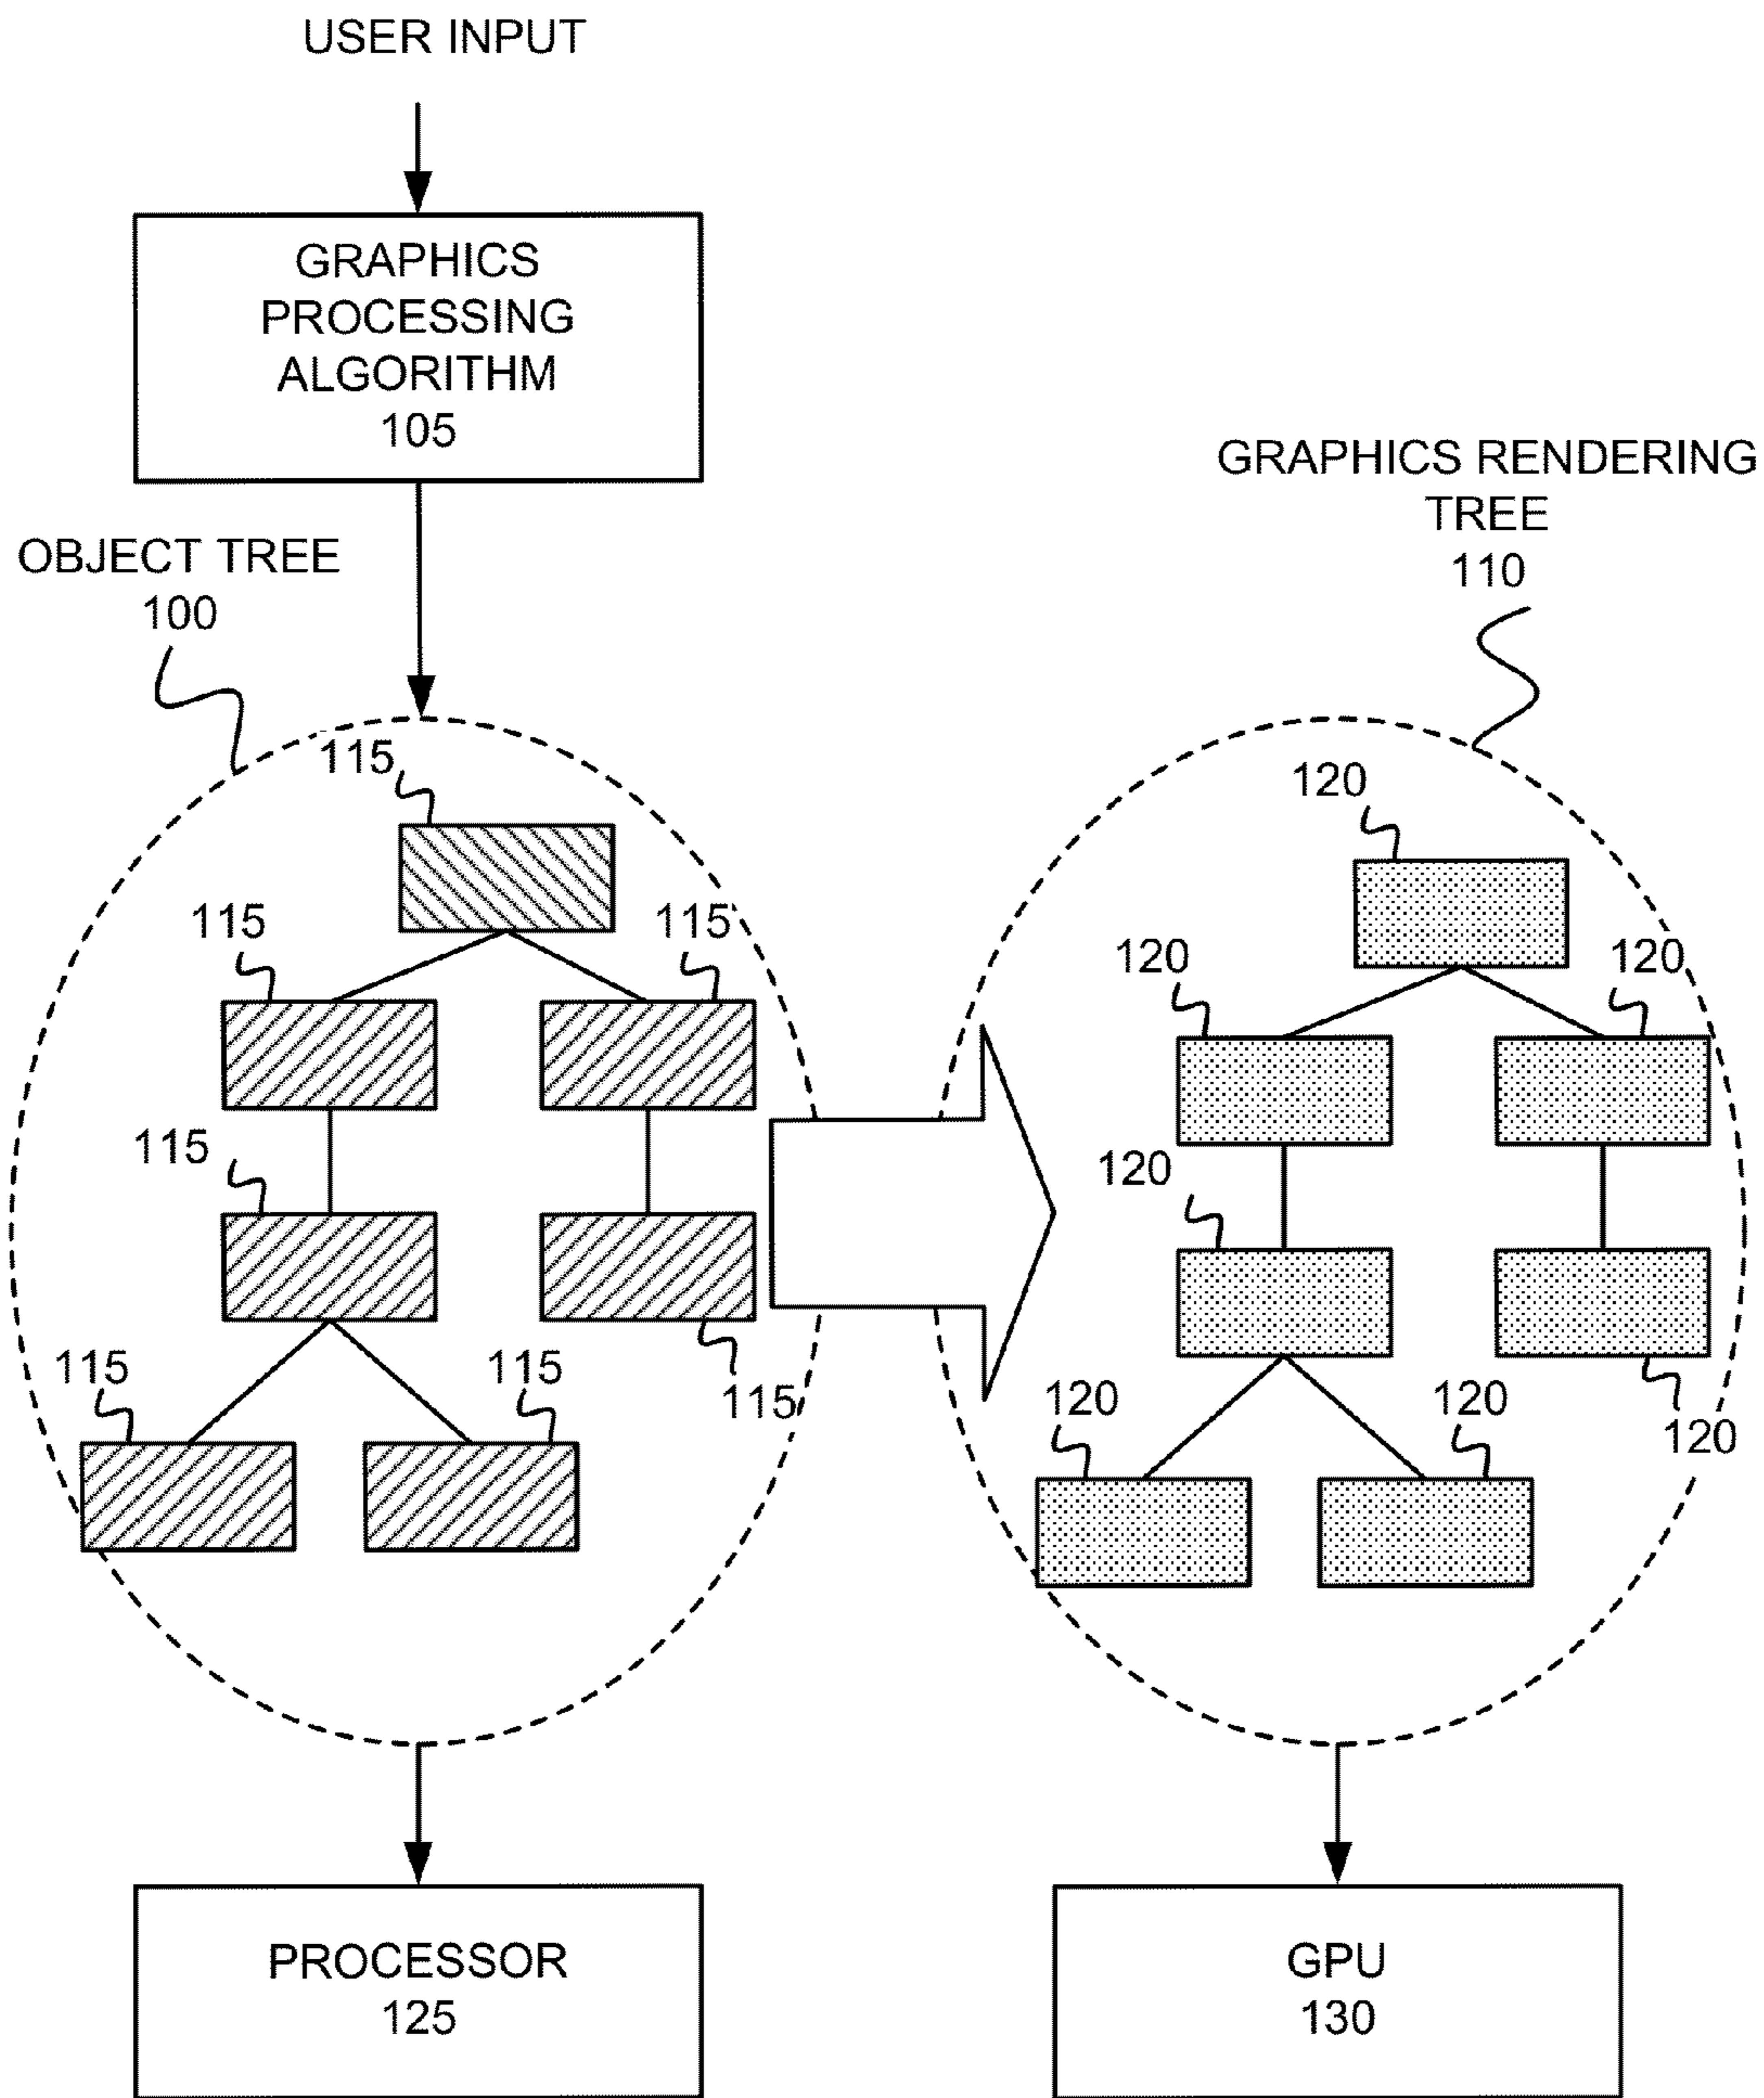 USER INPUT
GRAPHICS
PROCESSING
ALGORITHM
105
GRAPHICS RENDERING
TREE
110
OBJECT TREE
100
115
120
115
115
120
120
115
120
115
115
115
120
120
120
PROCESSOR
125
GPU
130